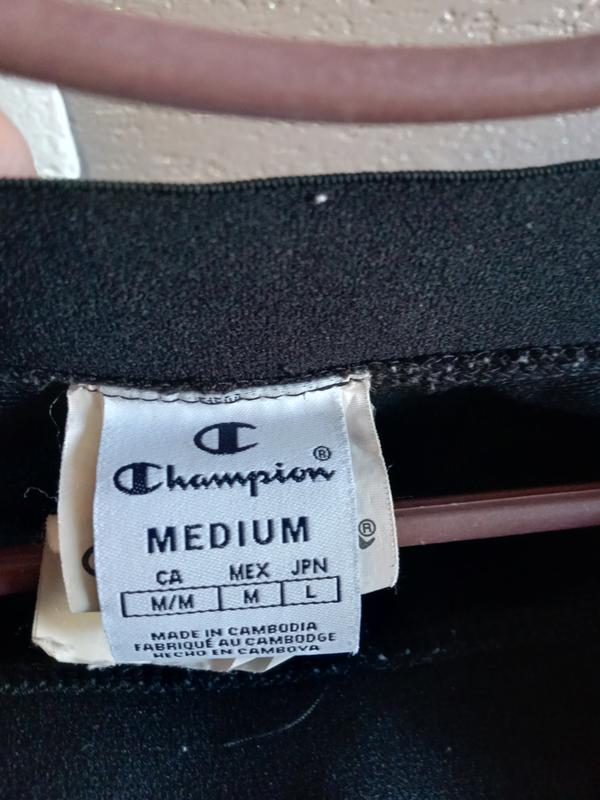 Champion®
MEDIUM
CA MEX JPN
M/M M L
MADE IN CAMBODIA
FABRIQUÉ AU CAMBODGE
HECHO EN CAMBOYA
®